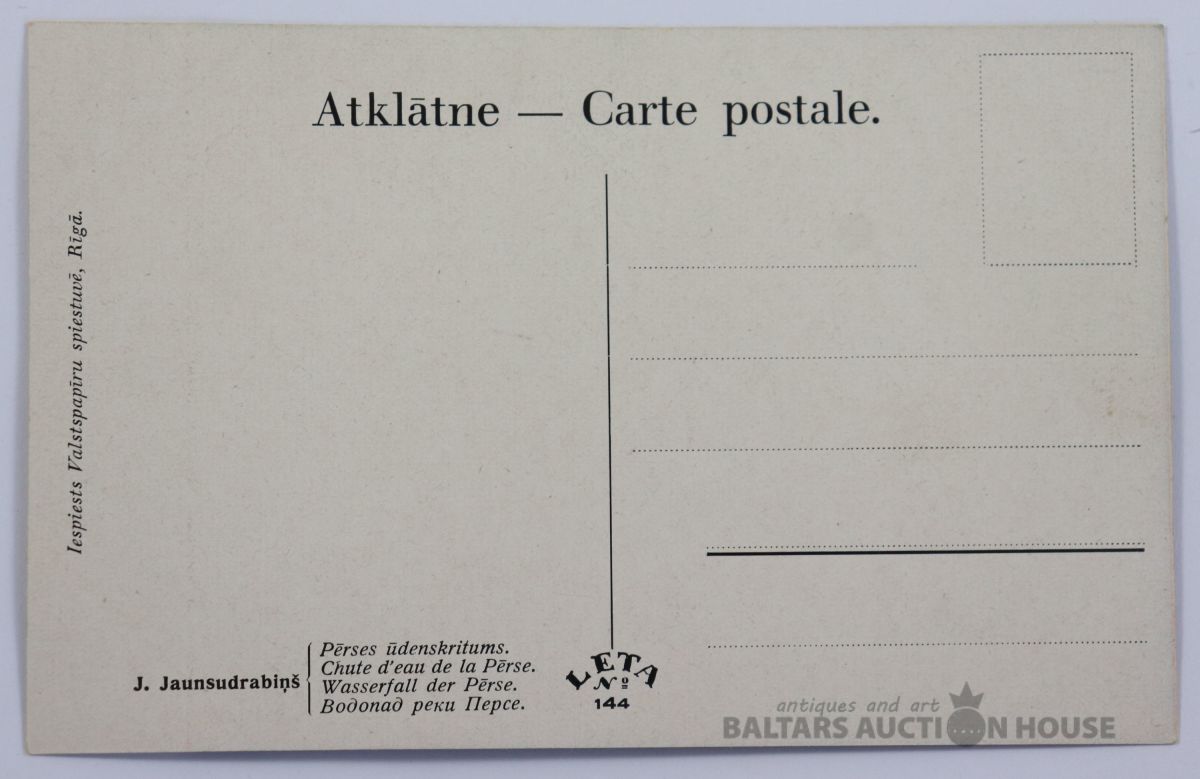 Atklātne — Carte postale.
Iespiests Valstspapīru spiestuvē, Rīgā.
J. Jaunsudrabiņš
Pērses ūdenskritums.
Chute d'eau de la Pērse.
Wasserfall der Pērse.
Водопад реки Персе.
LETA
№
144
antiques and art
BALTARS AUCTION HOUSE